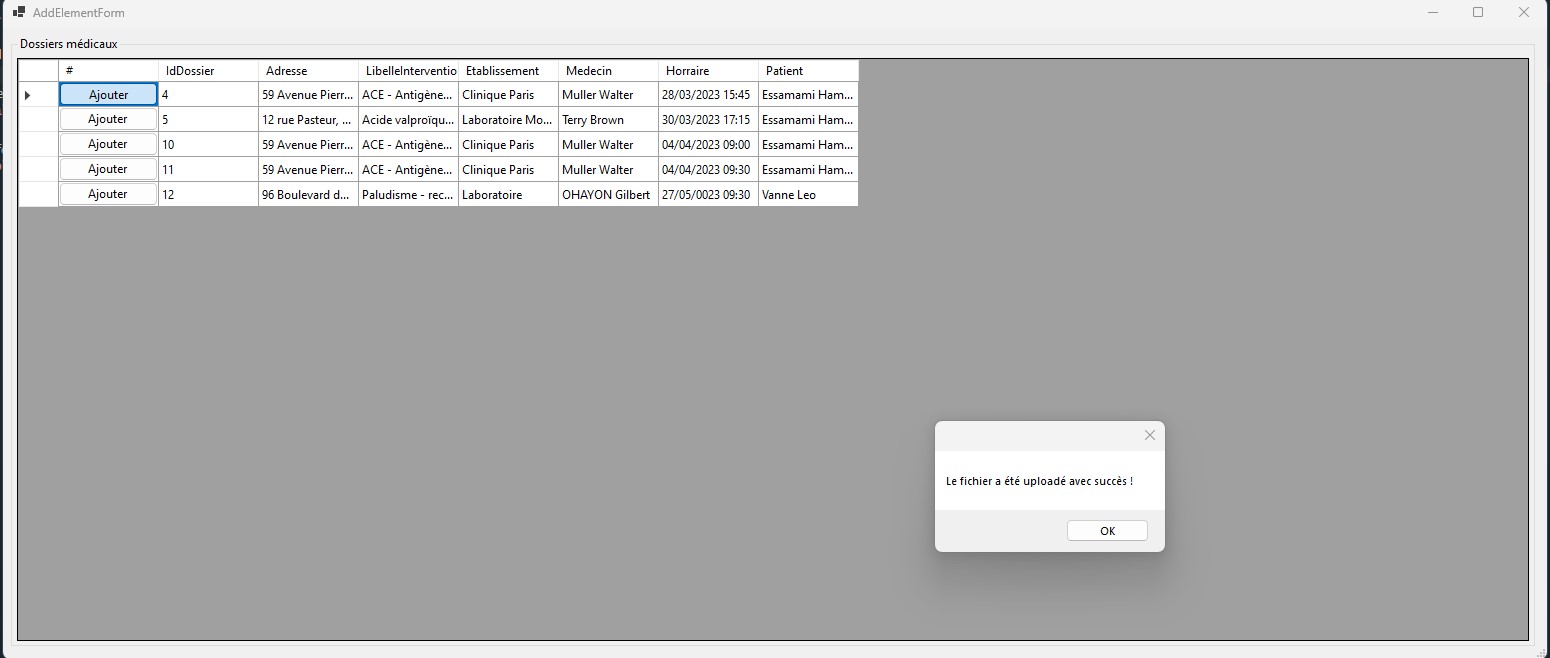 AddElementForm
Dossiers médicaux
# IdDossier Adresse LibelleInterventio Etablissement Medecin Horraire Patient
Ajouter 4 59 Avenue Pierr... ACE - Antigène... Clinique Paris Muller Walter 28/03/2023 15:45 Essamami Ham...
Ajouter 5 12 rue Pasteur, ... Acide valproïqu... Laboratoire Mo... Terry Brown 30/03/2023 17:15 Essamami Ham...
Ajouter 10 59 Avenue Pierr... ACE - Antigène... Clinique Paris Muller Walter 04/04/2023 09:00 Essamami Ham...
Ajouter 11 59 Avenue Pierr... ACE - Antigène... Clinique Paris Muller Walter 04/04/2023 09:30 Essamami Ham...
Ajouter 12 96 Boulevard d... Paludisme - rec... Laboratoire OHAYON Gilbert 27/05/0023 09:30 Vanne Leo
Le fichier a été uploadé avec succès !
OK